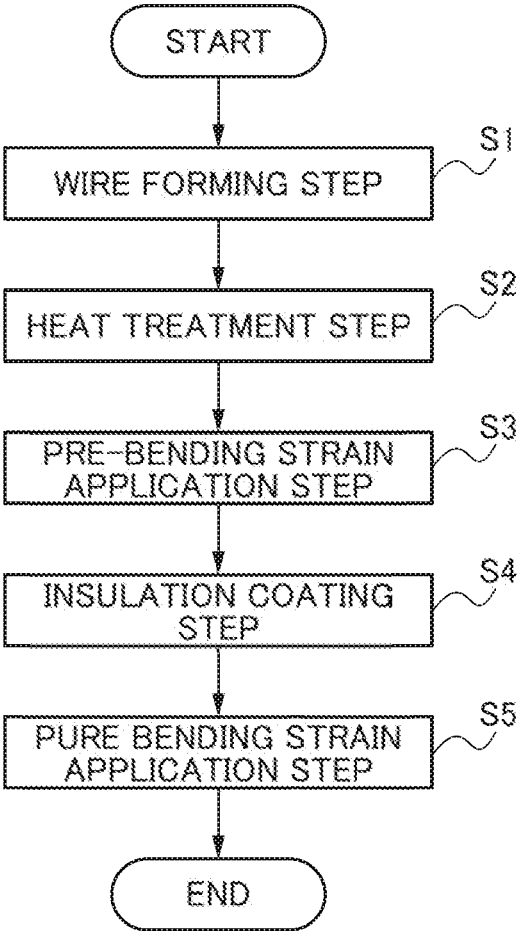 START
S1
WIRE FORMING STEP
S2
HEAT TREATMENT STEP
S3
PRE-BENDING STRAIN
APPLICATION STEP
S4
INSULATION COATING
STEP
S5
PURE BENDING STRAIN
APPLICATION STEP
END